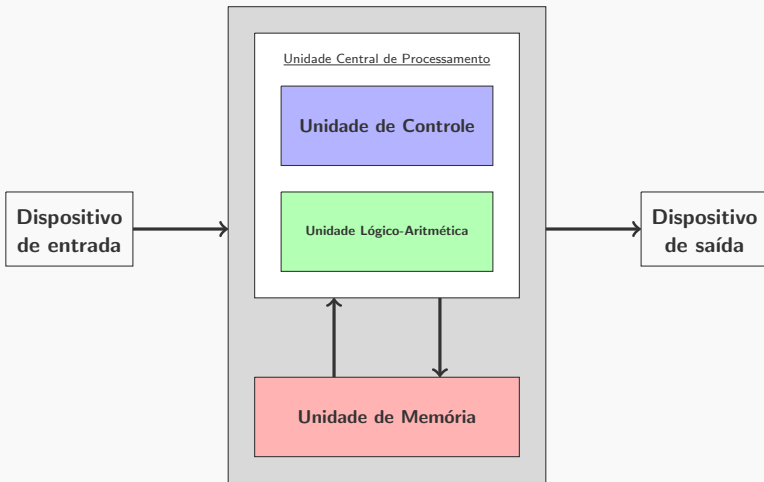 Unidade Central de Processamento
Unidade de Controle
Dispositivo
de entrada
Unidade Lógico-Aritmética
Dispositivo
de saída
Unidade de Memória